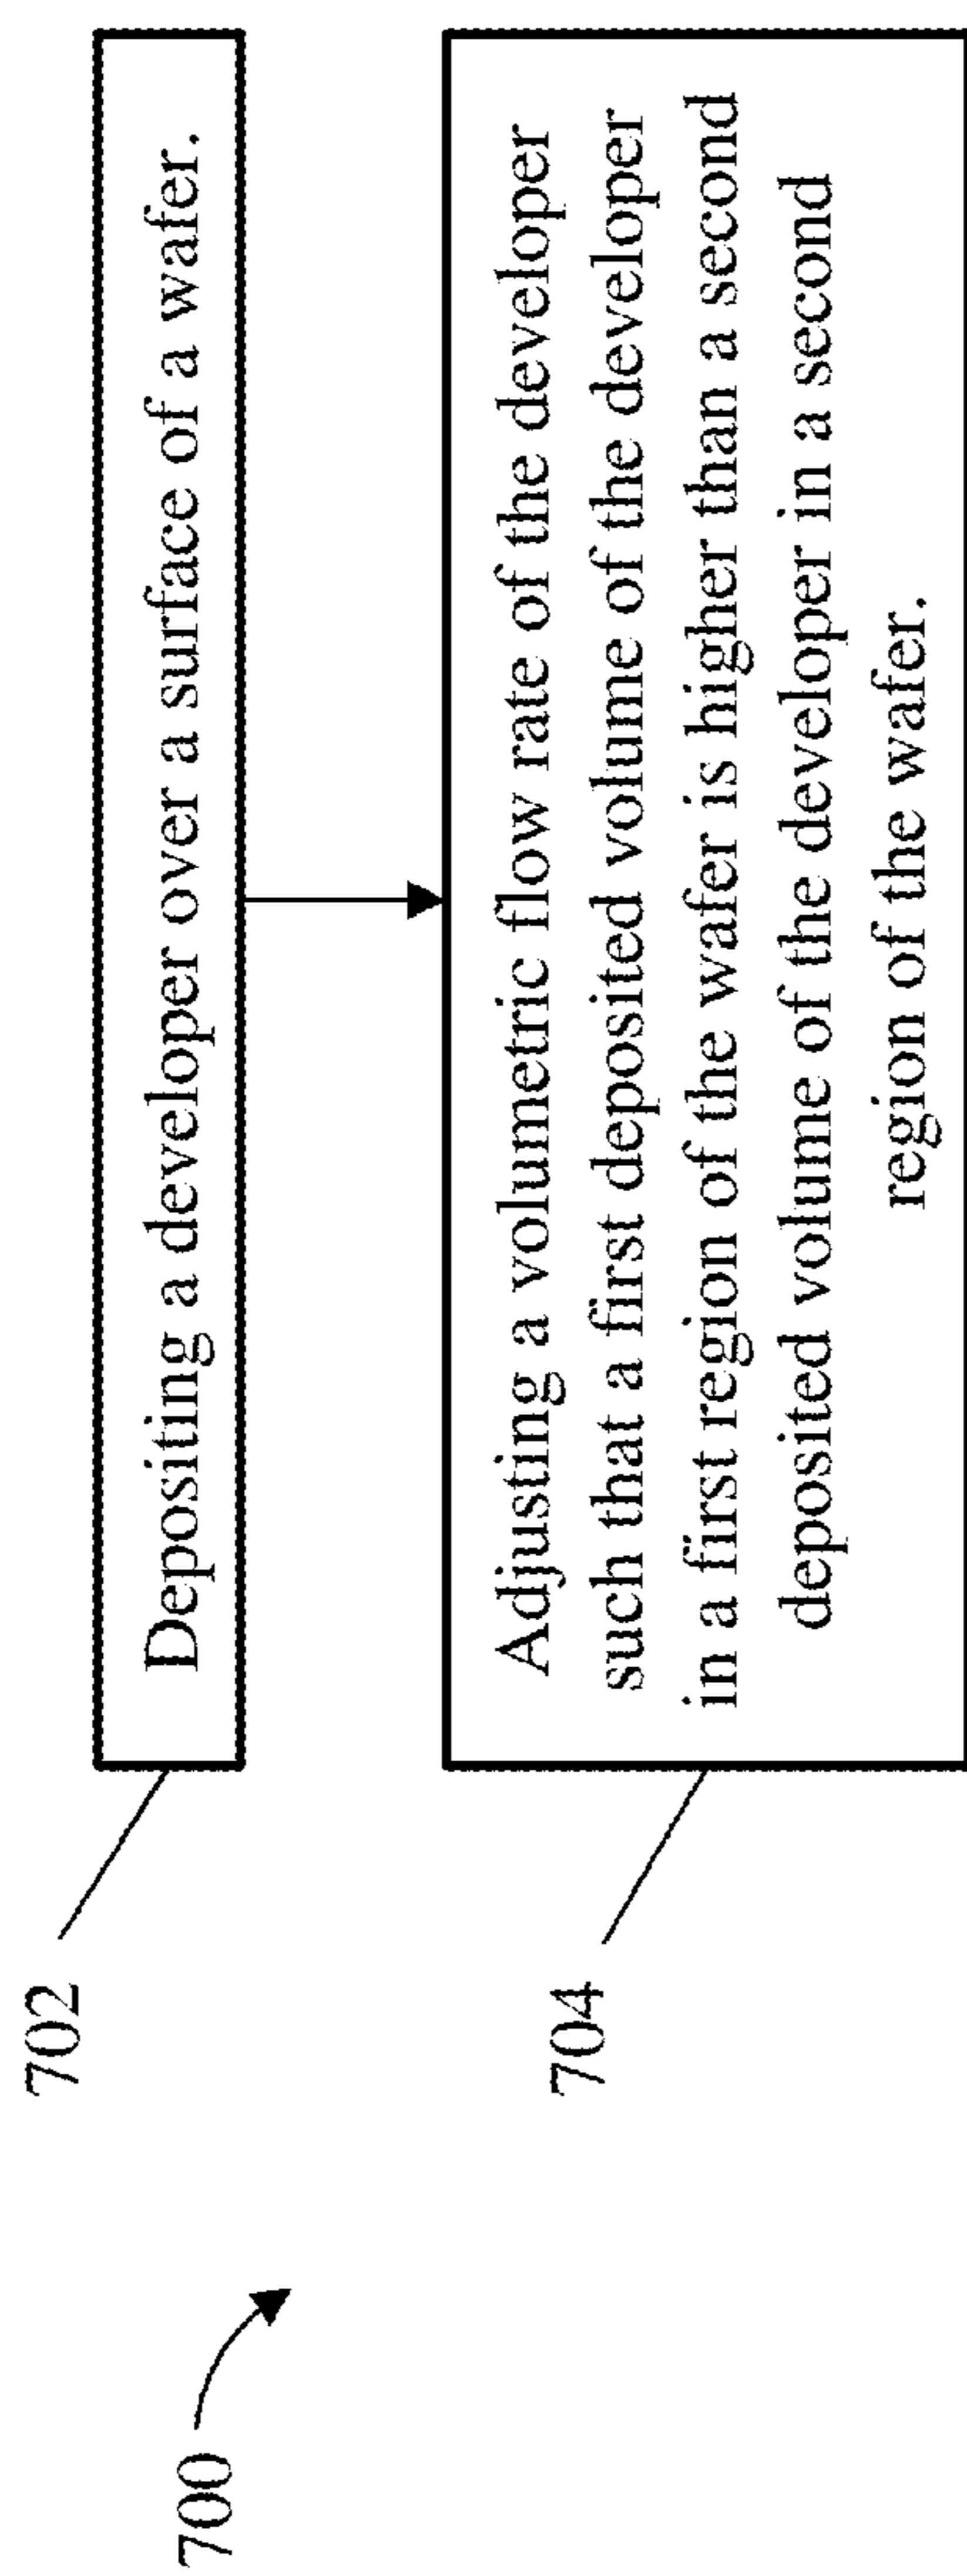 700
702
Depositing a developer over a surface of a wafer.
704
Adjusting a volumetric flow rate of the developer
such that a first deposited volume of the developer
in a first region of the wafer is higher than a second
deposited volume of the developer in a second
region of the wafer.